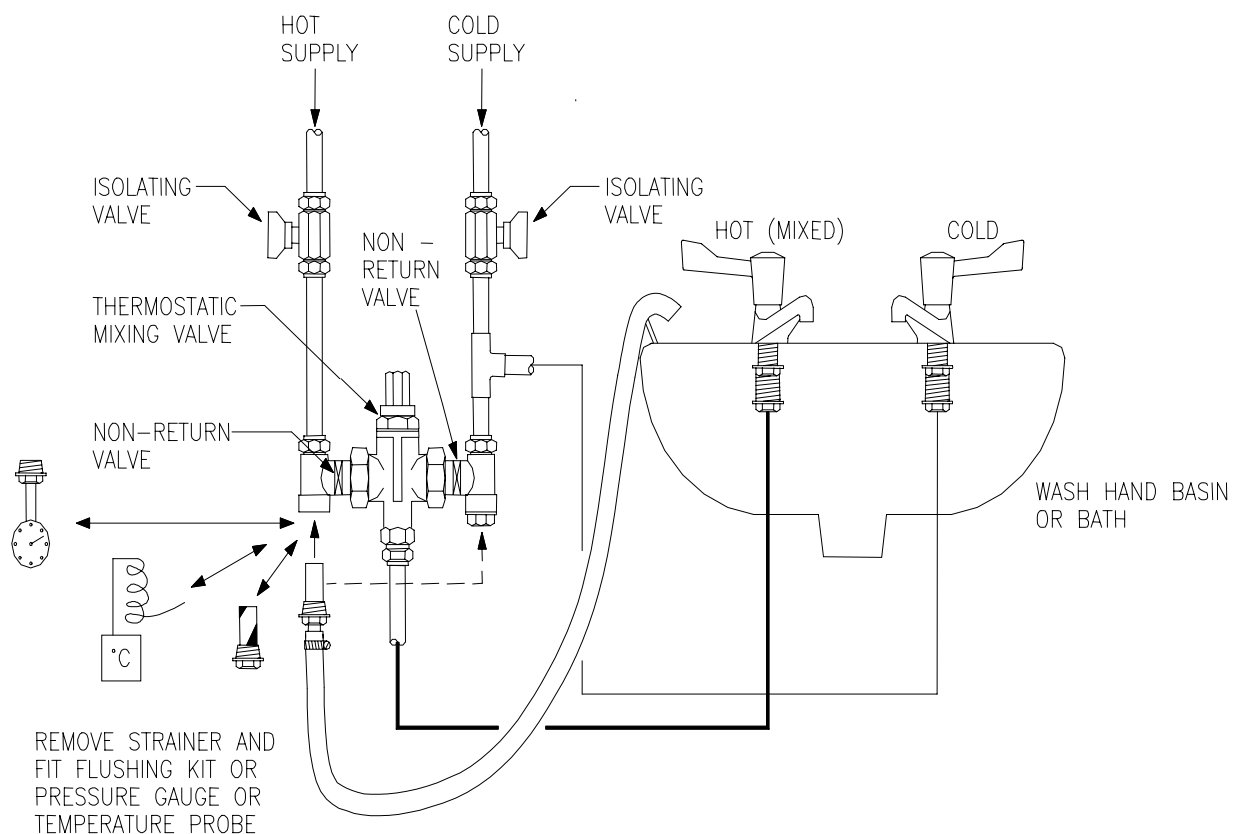 HOT
SUPPLY
COLD
SUPPLY
ISOLATING
VALVE
ISOLATING
VALVE
NON -
RETURN
VALVE
HOT (MIXED)
COLD
THERMOSTATIC
MIXING VALVE
NON-RETURN
VALVE
WASH HAND BASIN
OR BATH
°C
REMOVE STRAINER AND
FIT FLUSHING KIT OR
PRESSURE GAUGE OR
TEMPERATURE PROBE